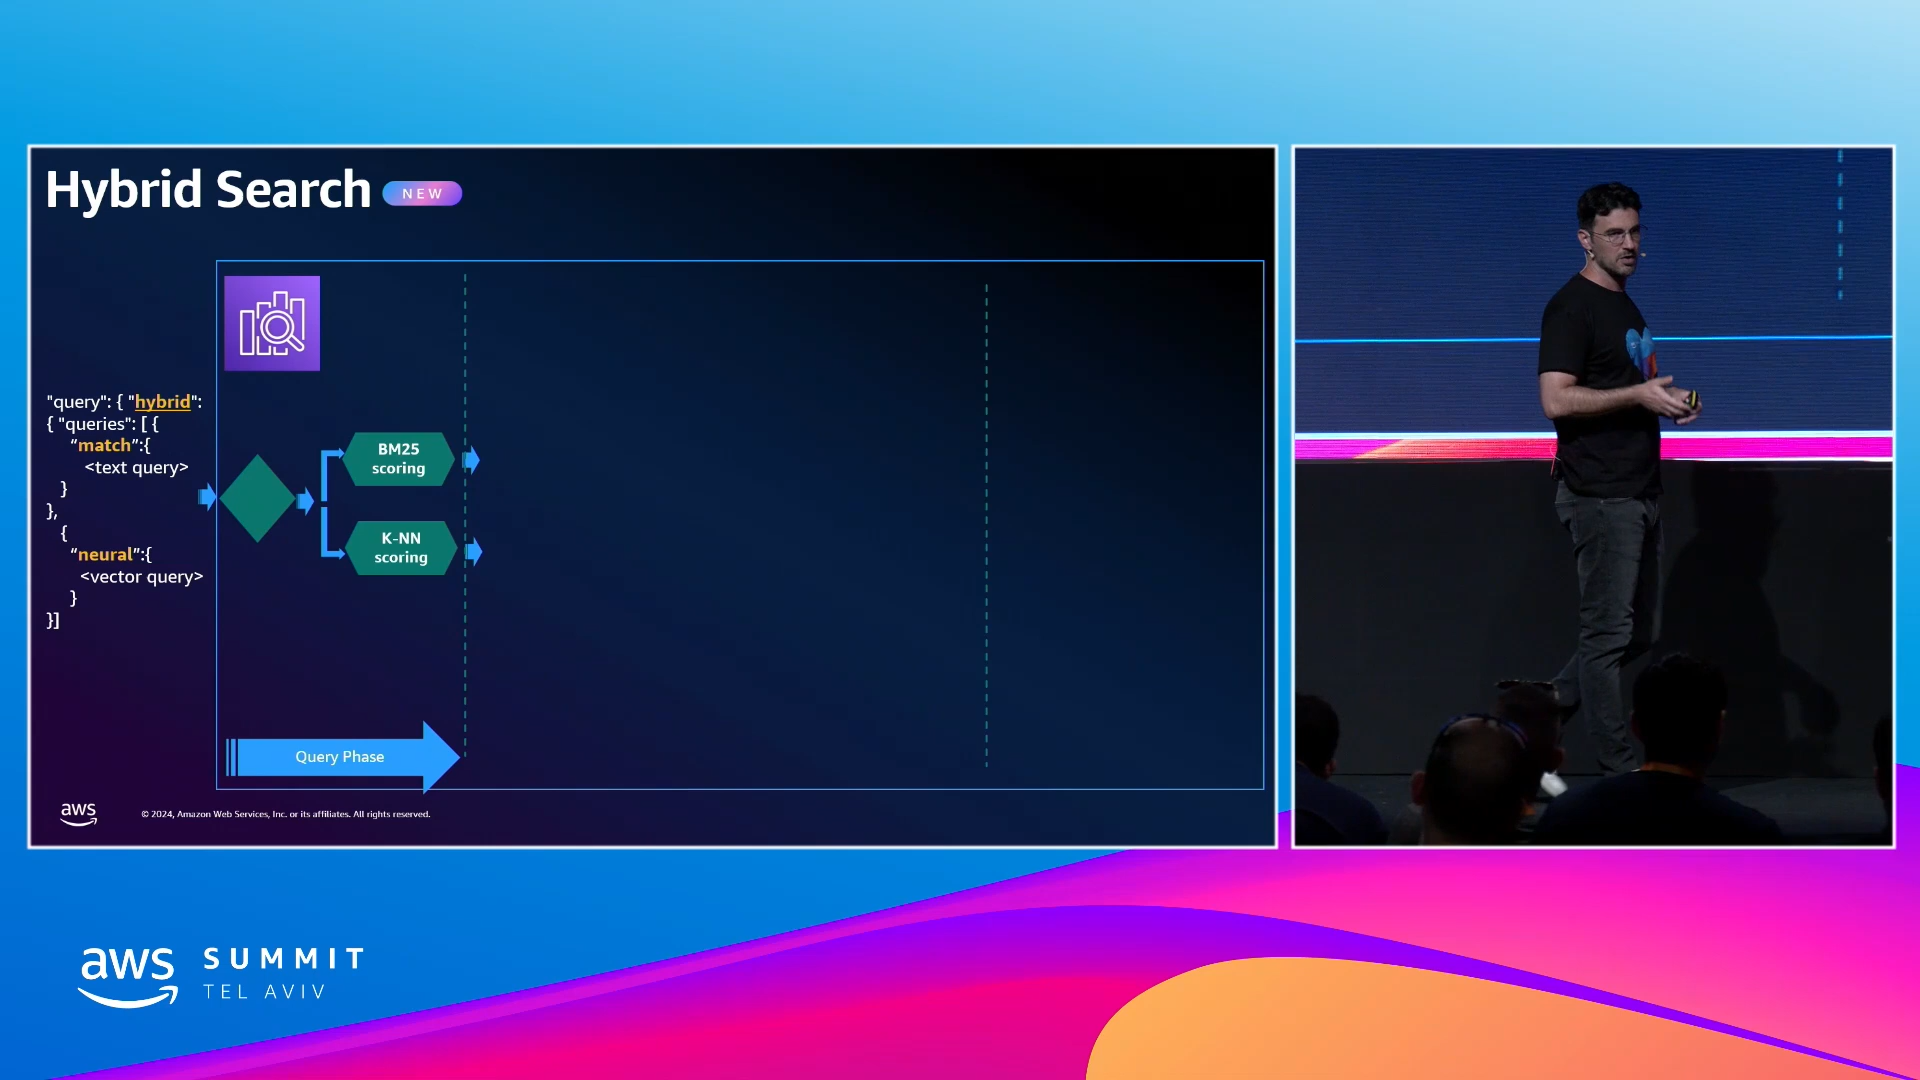 Hybrid Search NEW
"query": { "hybrid":
{ "queries": [ {
“match”:{
<text query>
}
},
{
“neural”:{
<vector query>
}
}]
BM25
scoring
K-NN
scoring
Query Phase
aws
© 2024, Amazon Web Services, Inc. or its affiliates. All rights reserved.
aws SUMMIT
TEL AVIV